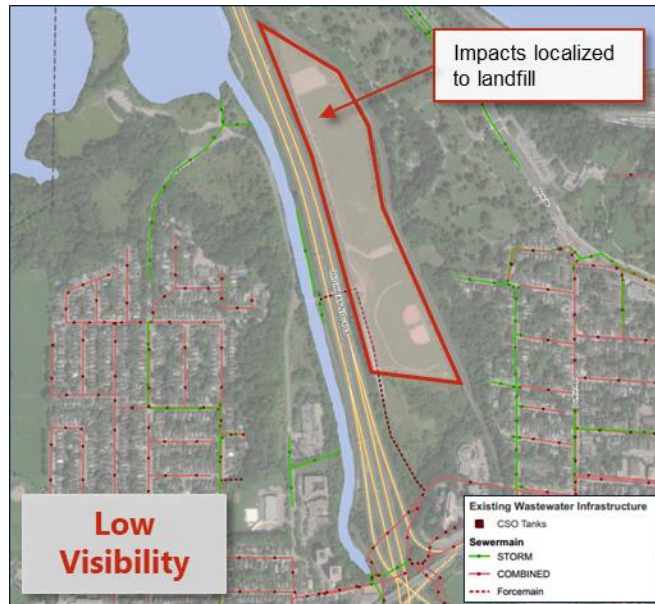 Impacts localized
to landfill
Low
Visibility
Existing Wastewater Infrastructure
CSO Tanks
Sewermain
STORM
COMBINED
Forcemain